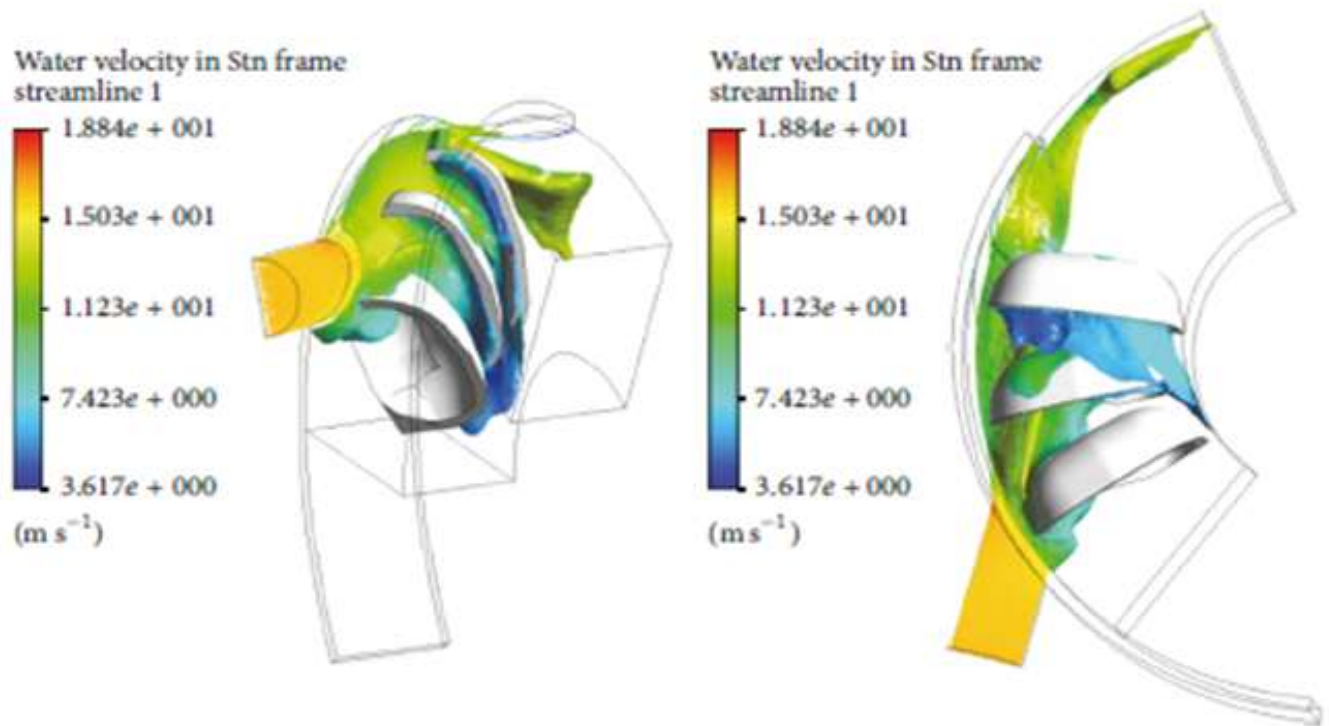 Water velocity in Stn frame
streamline 1
1.884e + 001
1.503e + 001
1.123e + 001
7.423e + 000
3.617e + 000
(m s⁻¹)
Water velocity in Stn frame
streamline 1
1.884e + 001
1.503e + 001
1.123e + 001
7.423e + 000
3.617e + 000
(m s⁻¹)